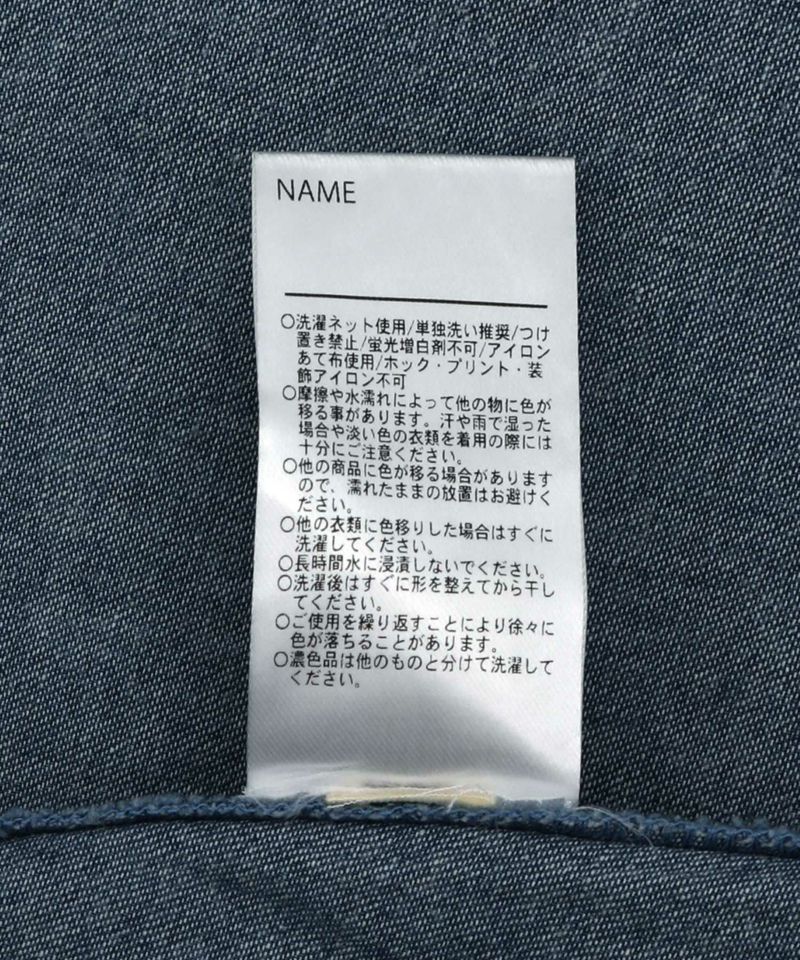 NAME
○洗濯ネット使用/単独洗い推奨/つけ
置き禁止/蛍光増白剤不可/アイロン
あて布使用/ホック・プリント・装
飾アイロン不可
○摩擦や水濡れによって他の物に色が
移る事があります。汗や雨で湿った
場合や淡い色の衣類を着用の際には
十分にご注意ください。
○他の商品に色が移る場合があります
ので、濡れたままの放置はお避けく
ださい。
○他の衣類に色移りした場合はすぐに
洗濯してください。
○長時間水に浸漬しないでください。
○洗濯後はすぐに形を整えてから干し
てください。
○ご使用を繰り返すことにより徐々に
色が落ちることがあります。
○濃色品は他のものと分けて洗濯して
ください。